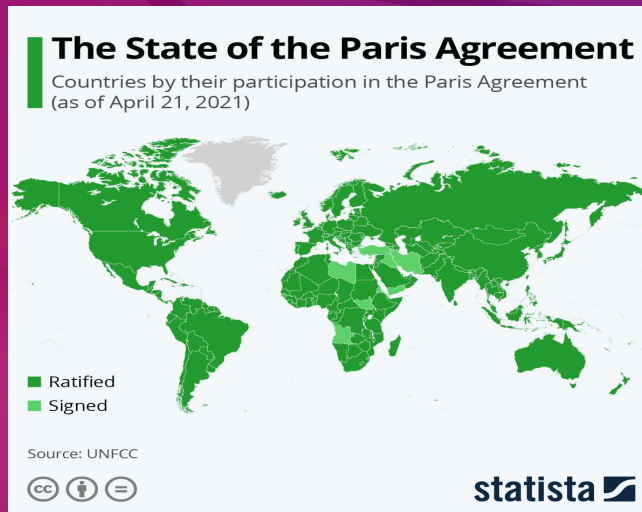 The State of the Paris Agreement
Countries by their participation in the Paris Agreement
(as of April 21, 2021)
Ratified
Signed
Source: UNFCC
cc
statista